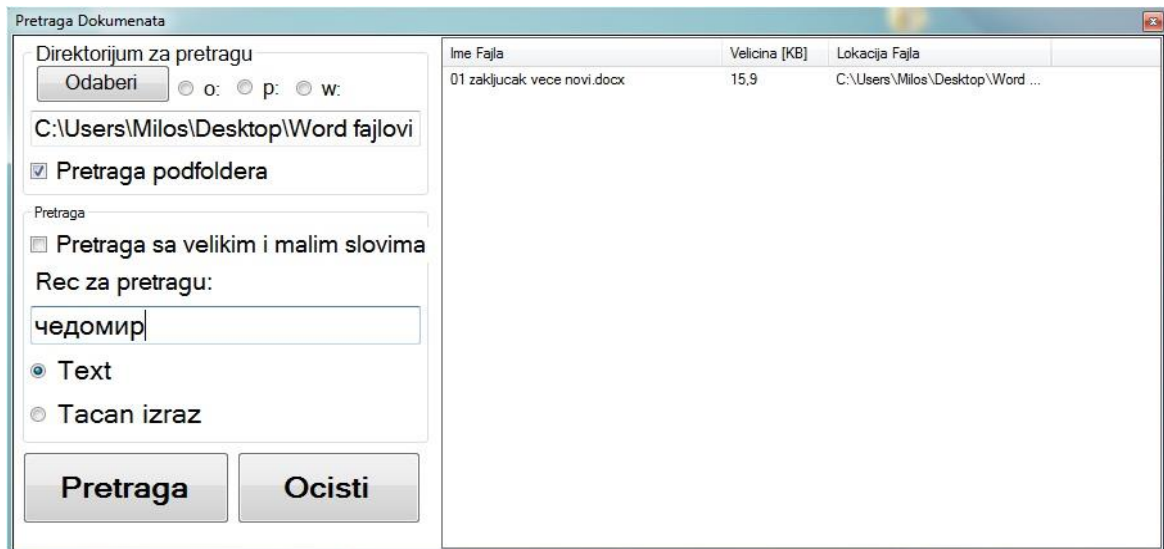 Pretraga Dokumenata
Direktorijum za pretragu
Odaberi o: p: w:
C:\Users\Milos\Desktop\Word fajlovi
Pretraga podfoldera
Pretraga
Pretraga sa velikim i malim slovima
Rec za pretragu:
чедомир
Text
Tacan izraz
Pretraga Ocisti
Ime Fajla Velicina [KB] Lokacija Fajla
01 zakljucak vece novi.docx 15,9 C:\Users\Milos\Desktop\Word ...